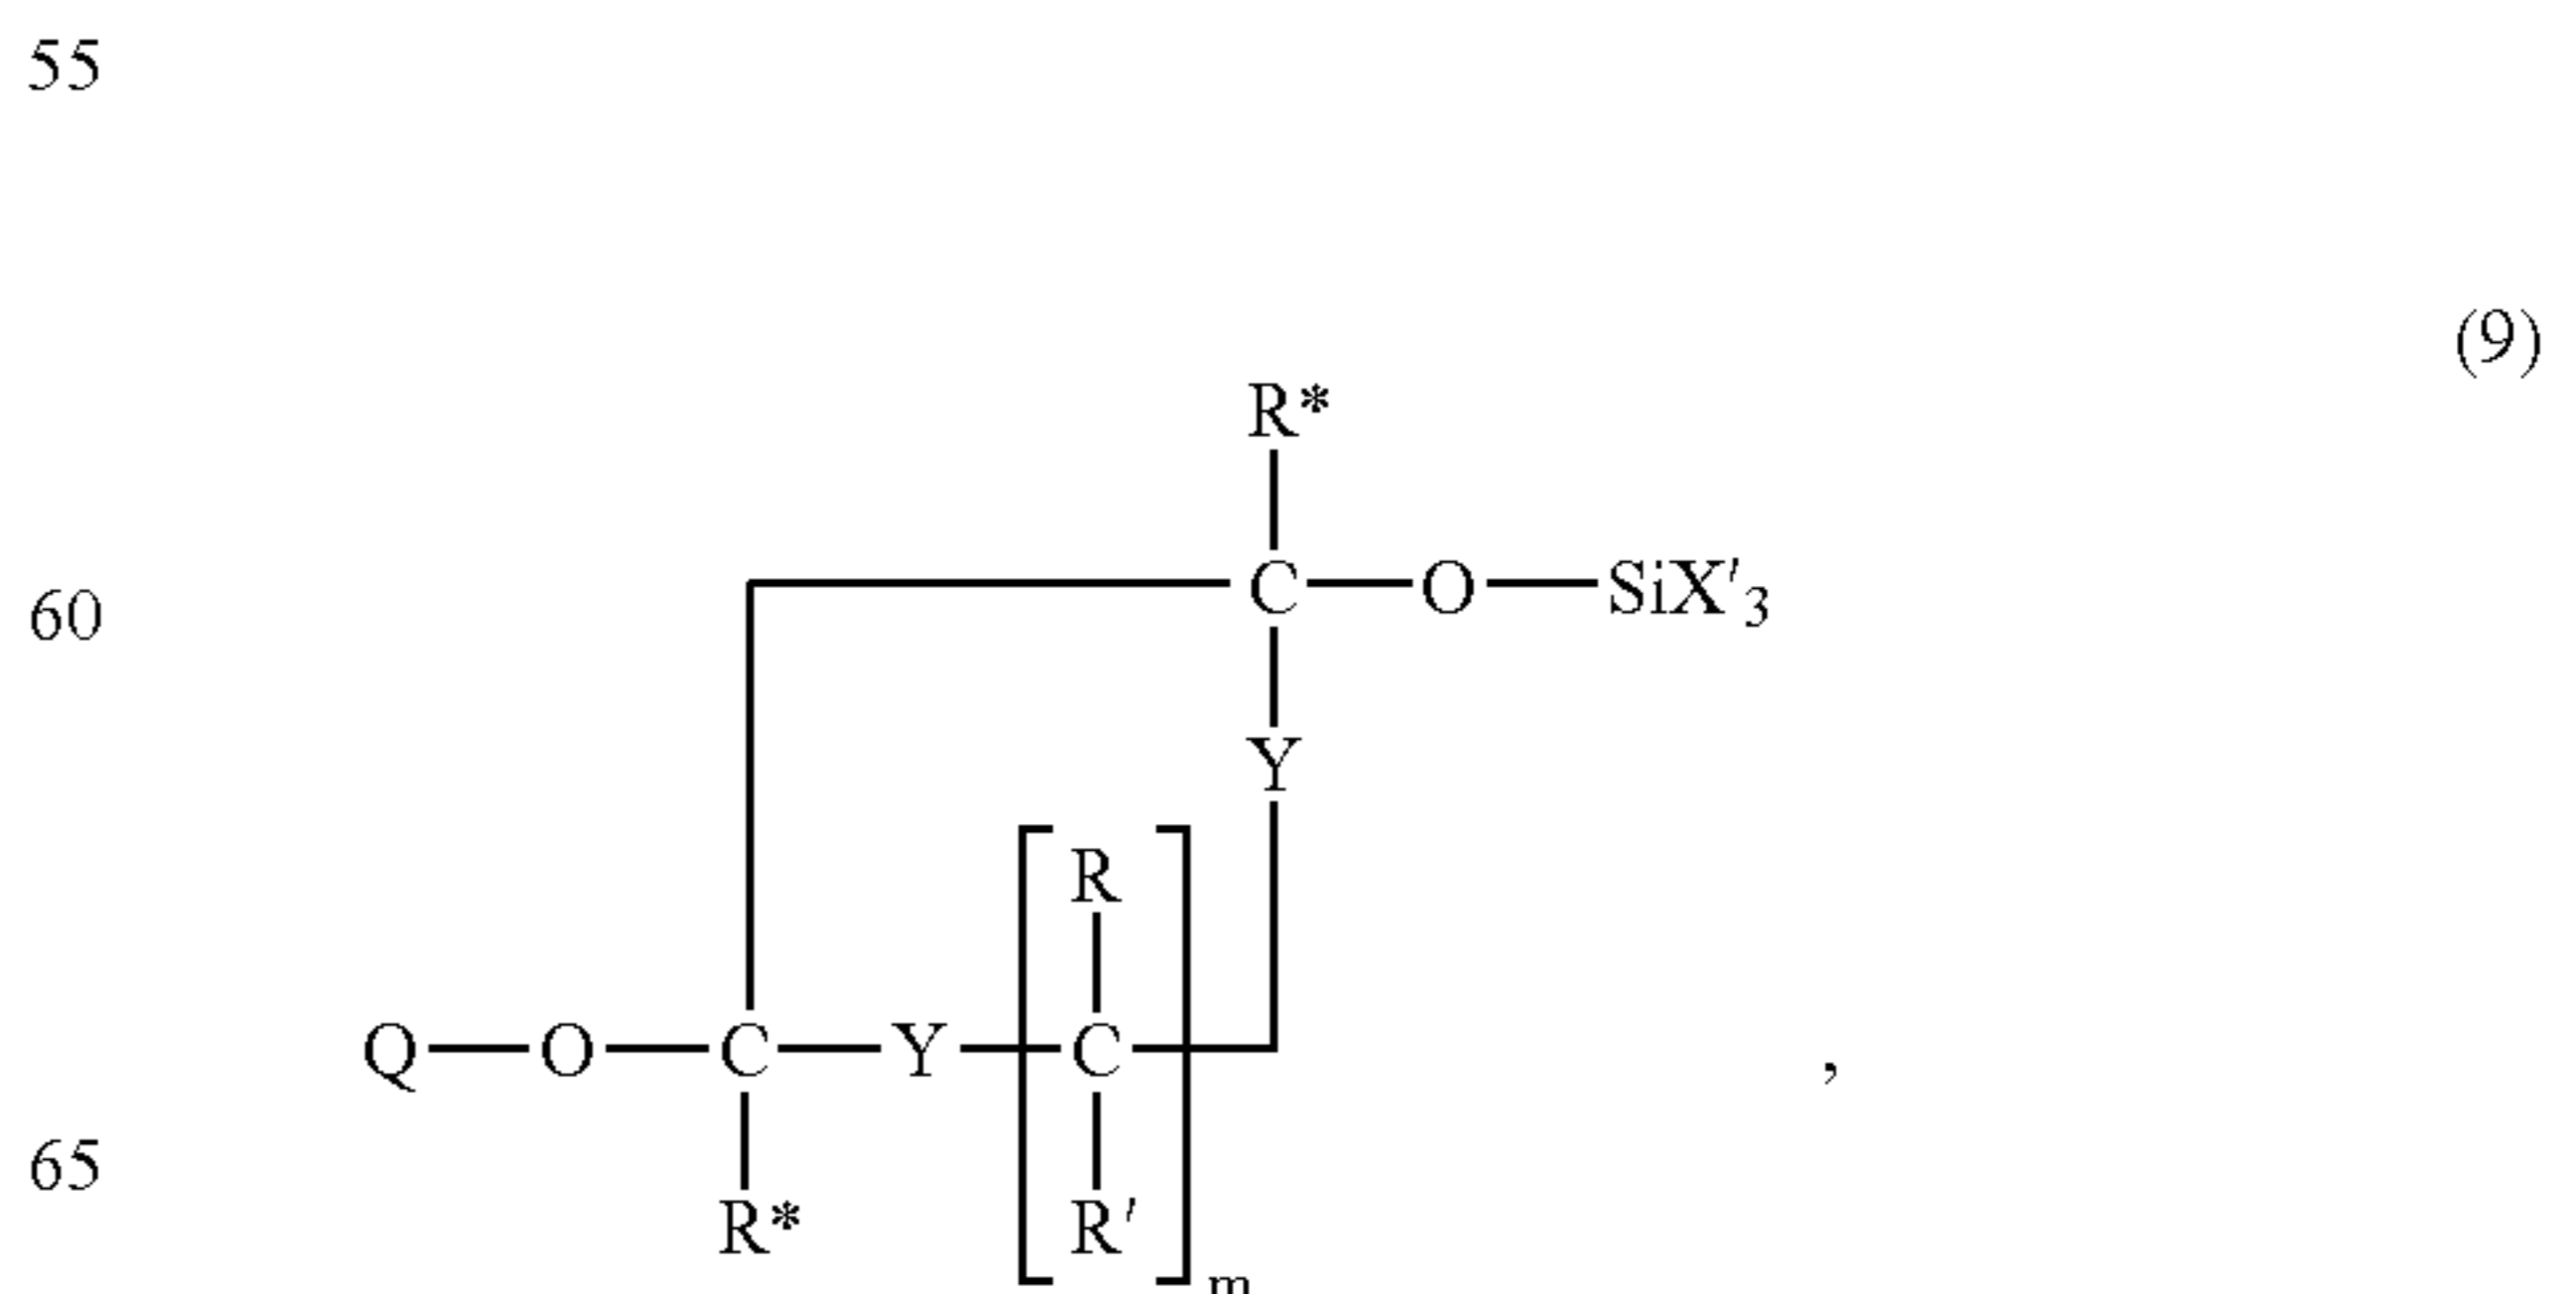 55
(9)
R*
60 C—O—SiX'₃
Y
R
Q—O—C—Y—[C]
,
65
R* R'
m